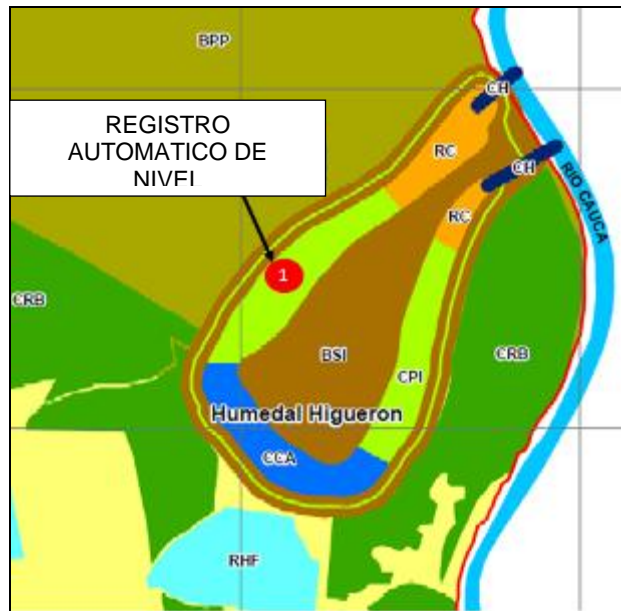 BPP
CH
REGISTRO
AUTOMATICO DE
NIVEL
RC
CH
RIO CAUCA
RC
1
CRB
BSI
CRB
CPI
Humedal Higueron
CCA
RHF